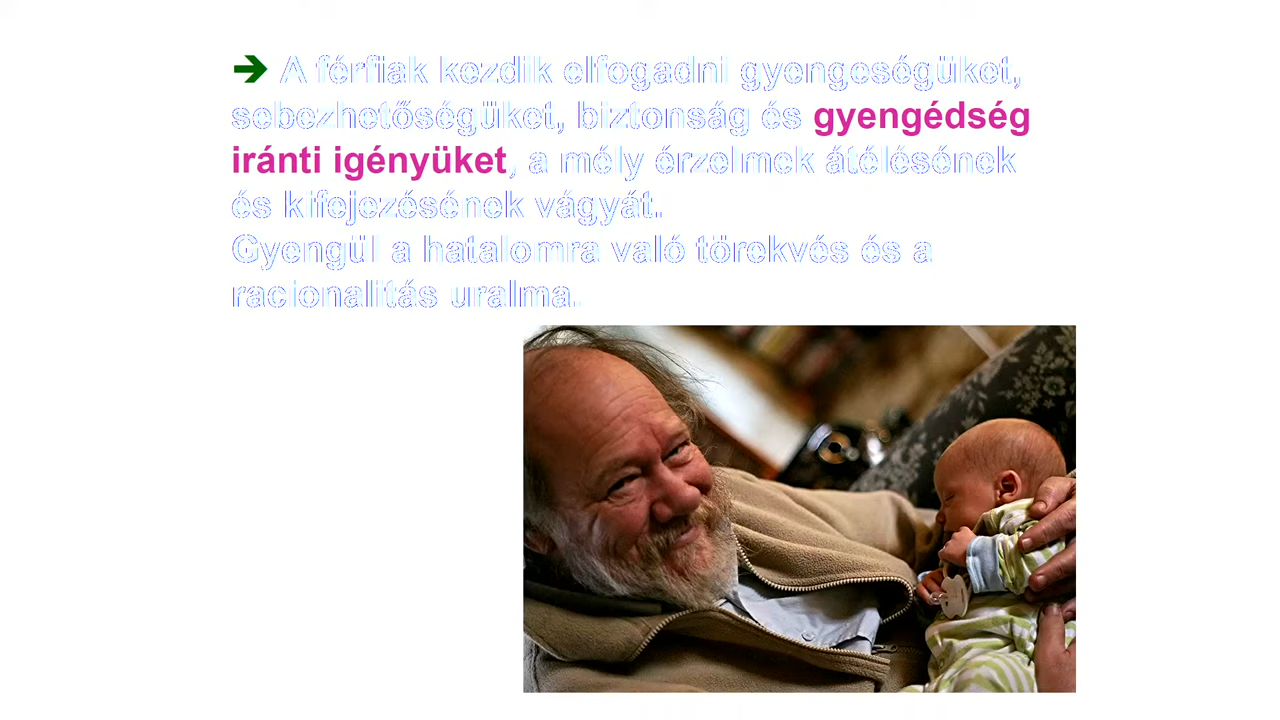 ➔ A férfiak kezdik elfogadni gyengeségüket,
sebezhetőségüket, biztonság és gyengédség
iránti igényüket, a mély érzelmek átélésének
és kifejezésének vágyát.
Gyengül a hatalomra való törekvés és a
racionalitás uralma.